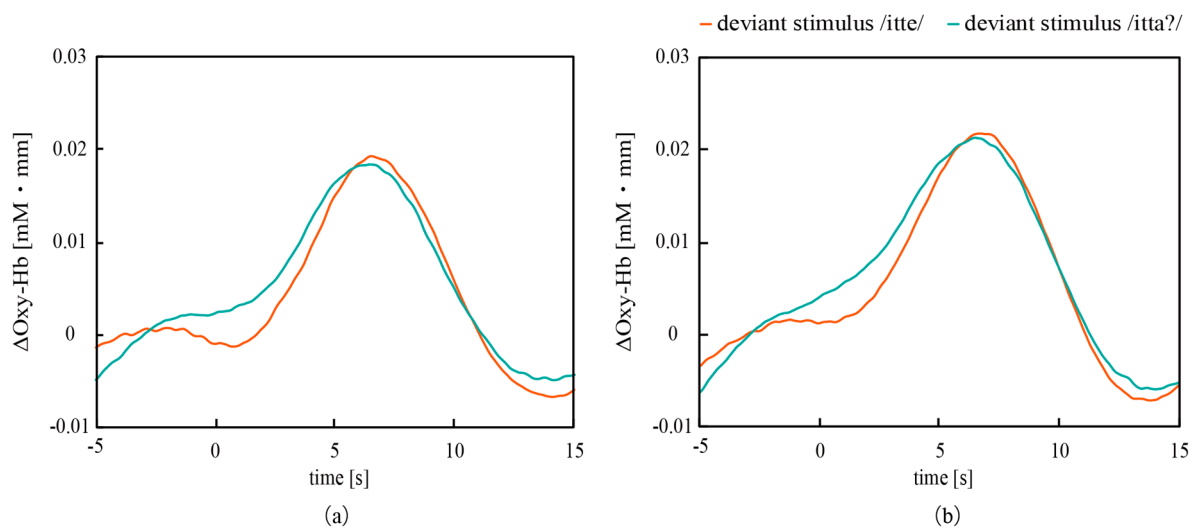 deviant stimulus /itte/ deviant stimulus /itta?/
0.03
0.02
0.01
0
-0.01
-5 0 5 10 15
ΔOxy-Hb [mM・mm]
time [s]
(a)
0.03
0.02
0.01
0
-0.01
-5 0 5 10 15
ΔOxy-Hb [mM・mm]
time [s]
(b)